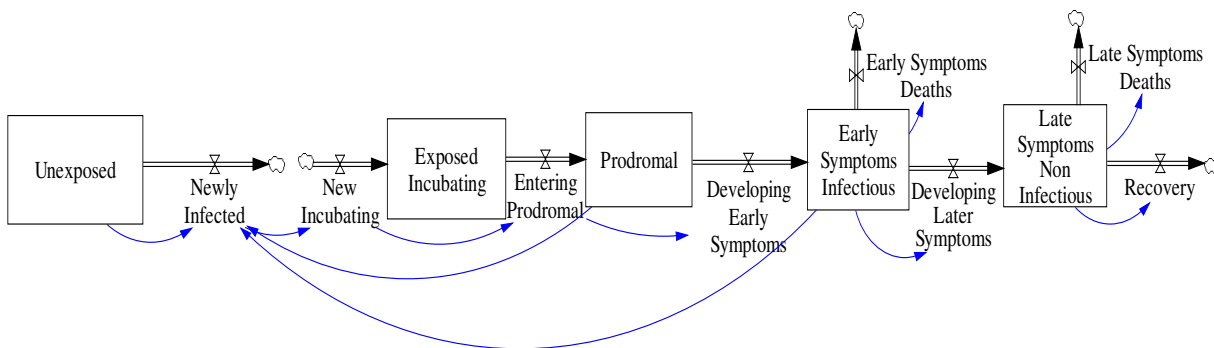 Unexposed
Newly
Infected
New
Incubating
Exposed
Incubating
Entering
Prodromal
Prodromal
Developing
Early
Symptoms
Early
Symptoms
Infectious
Early Symptoms
Deaths
Developing
Later
Symptoms
Late
Symptoms
Non
Infectious
Late Symptoms
Deaths
Recovery